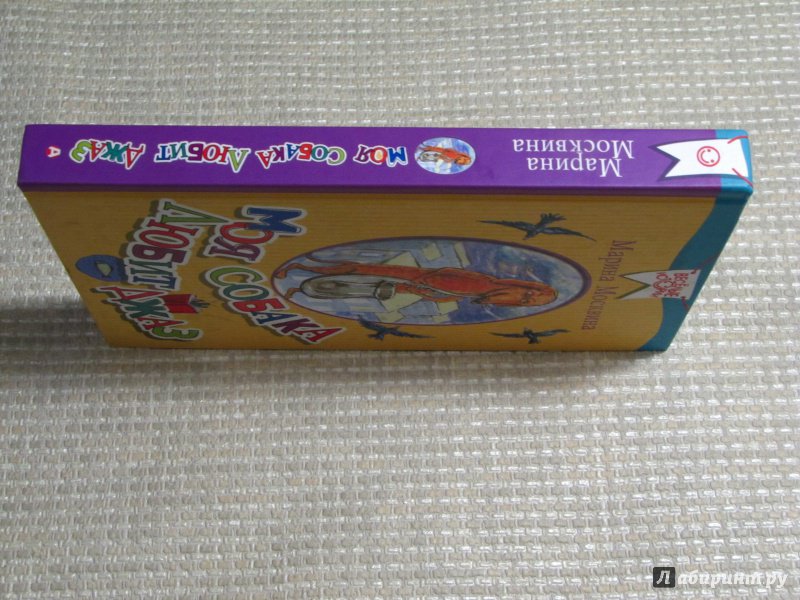 Марина
Москвина
МОЯ СОБАКА ЛЮБИТ ДЖАЗ
Марина Москвина
МОЯ СОБАКА
ЛЮБИТ ДЖАЗ
Лабиринт.ру